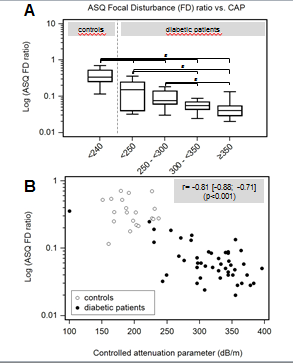 A
ASQ Focal Disturbance (FD) ratio vs. CAP
controls
diabetic patients
Log (ASQ FD ratio)
1
0.1
0.01
<240
<250
250 - <300
300 - <350
≥350
B
r= -0.81 [-0.88; -0.71]
(p<0.001)
Log (ASQ FD ratio)
1
0.1
0.01
controls
diabetic patients
100 150 200 250 300 350 400
Controlled attenuation parameter (dB/m)